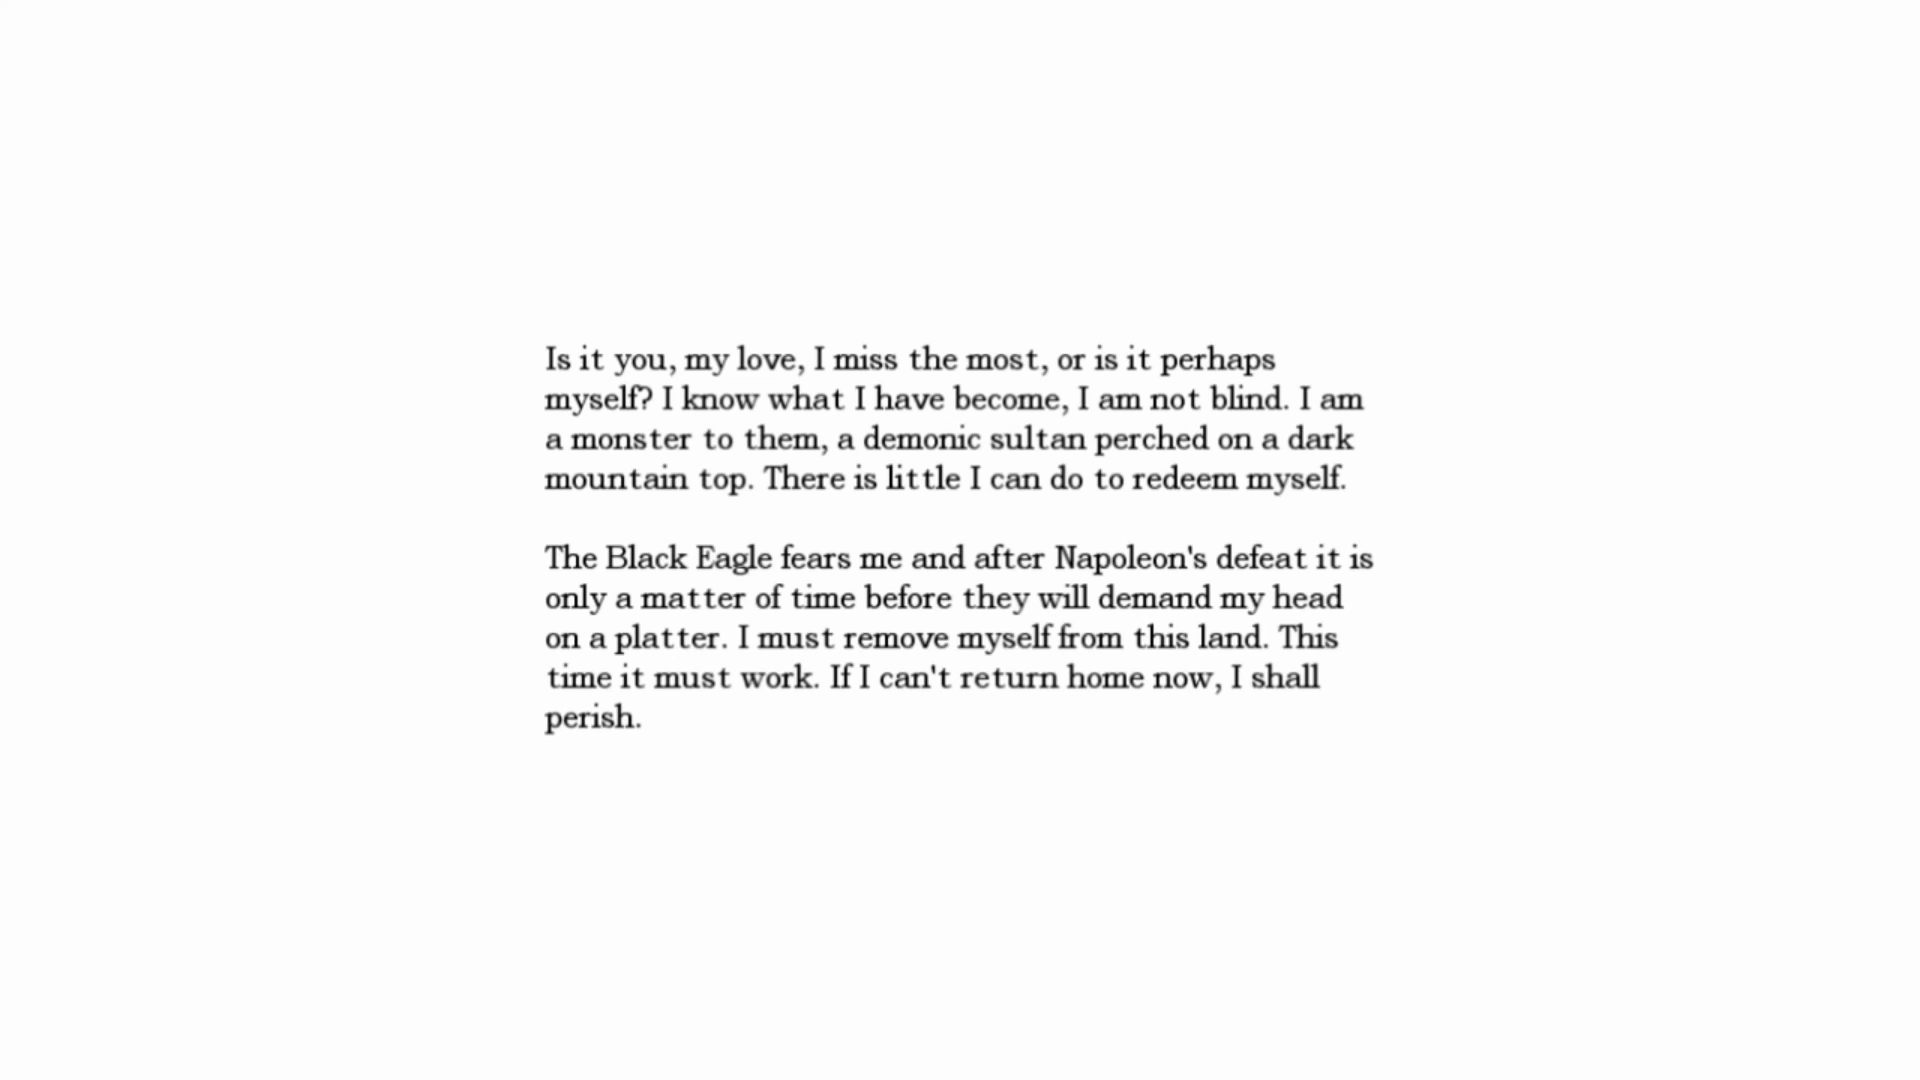 Is it you, my love, I miss the most, or is it perhaps
myself? I know what I have become, I am not blind. I am
a monster to them, a demonic sultan perched on a dark
mountain top. There is little I can do to redeem myself.
The Black Eagle fears me and after Napoleon's defeat it is
only a matter of time before they will demand my head
on a platter. I must remove myself from this land. This
time it must work. If I can't return home now, I shall
perish.